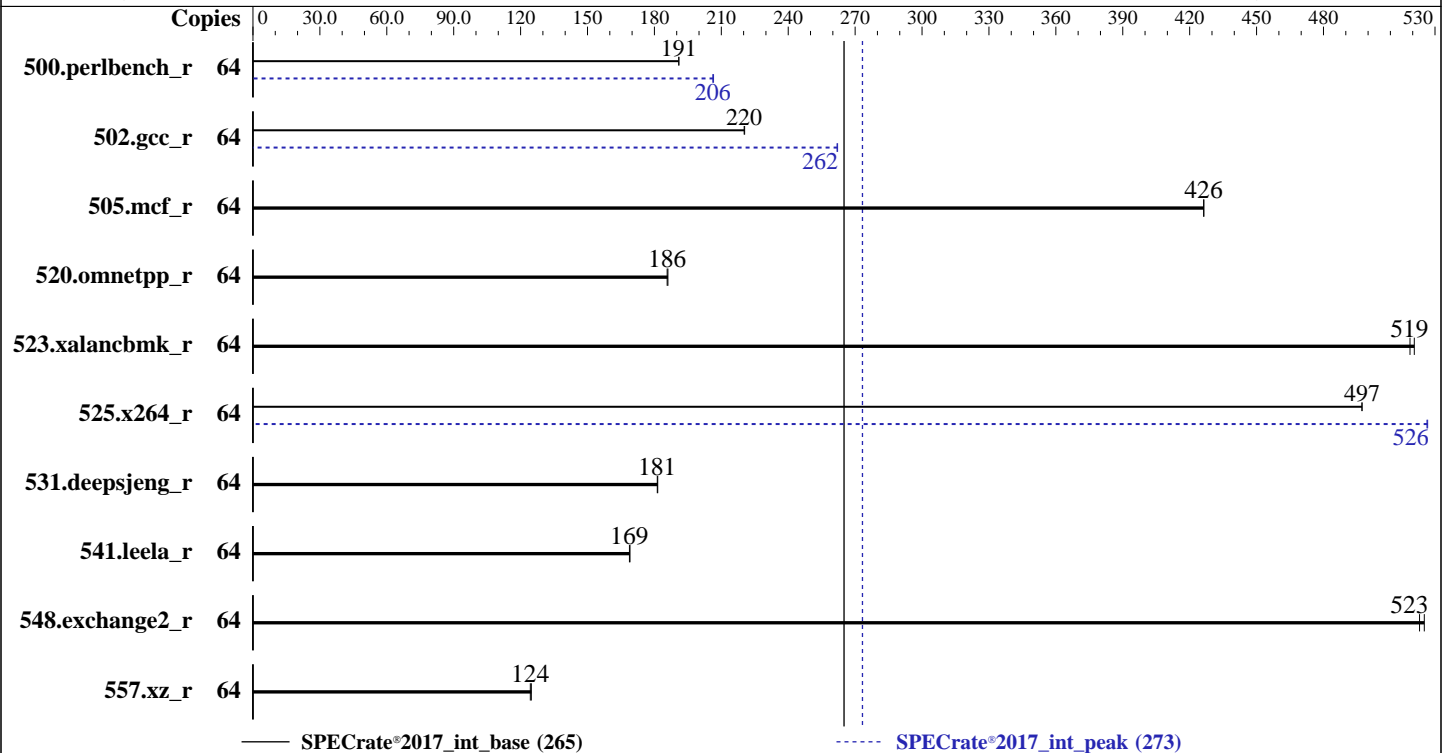 Copies 0 30.0 60.0 90.0 120 150 180 210 240 270 300 330 360 390 420 450 480 530
191
500.perlbench_r 64
206
220
502.gcc_r 64
262
426
505.mcf_r 64
186
520.omnetpp_r 64
519
523.xalancbmk_r 64
497
525.x264_r 64
526
181
531.deepsjeng_r 64
169
541.leela_r 64
523
548.exchange2_r 64
124
557.xz_r 64
SPECrate®2017_int_base (265) SPECrate®2017_int_peak (273)